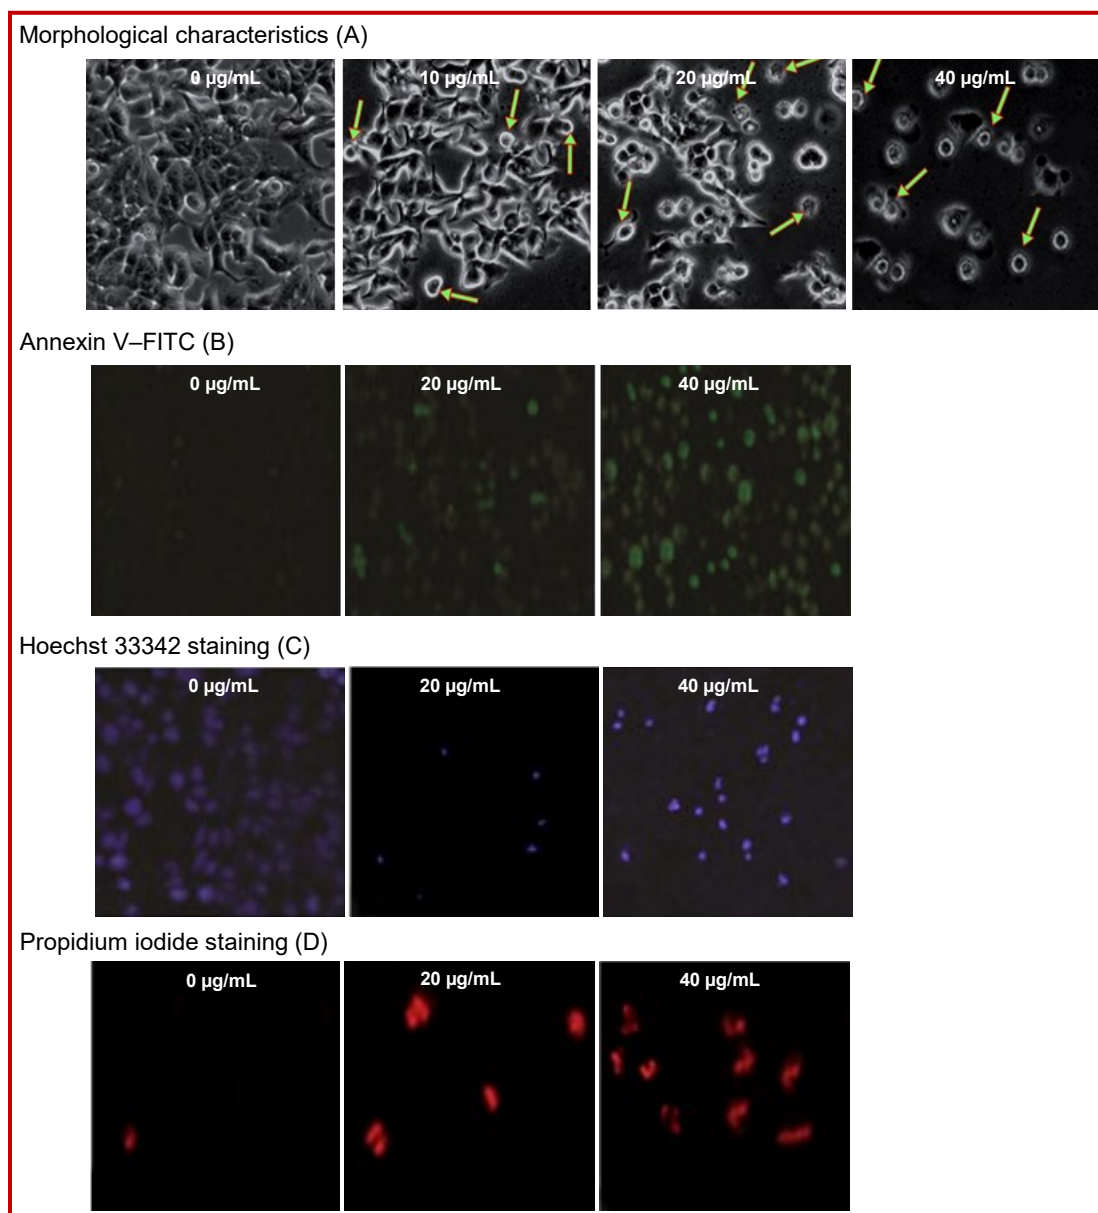 Morphological characteristics (A)
0 µg/mL
10 µg/mL
20 µg/mL
40 µg/mL
Annexin V–FITC (B)
0 µg/mL
20 µg/mL
40 µg/mL
Hoechst 33342 staining (C)
0 µg/mL
20 µg/mL
40 µg/mL
Propidium iodide staining (D)
0 µg/mL
20 µg/mL
40 µg/mL